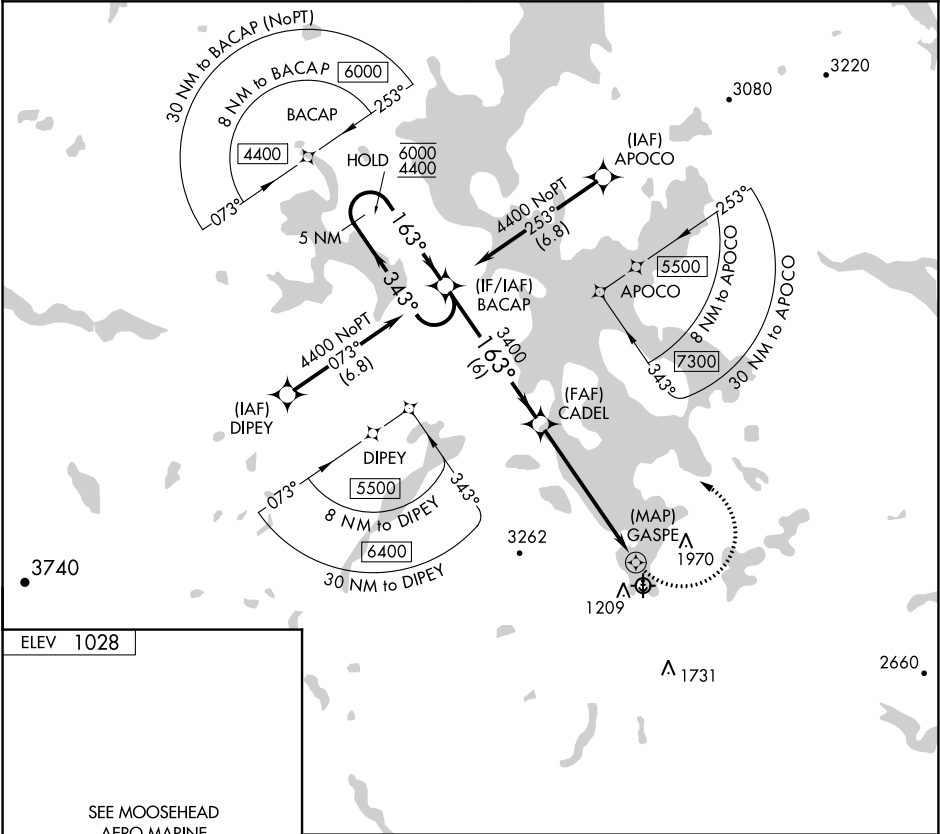 30 NM to BACAP (NoPT)
8 NM to BACAP
6000
253°
BACAP
4400
073°
HOLD
6000
4400
5 NM
163°
343°
(IF/IAF)
BACAP
3220
3080
(IAF)
APOCO
4400 NoPT
253°
(6.8)
253°
5500
APOCO
8 NM to APOCO
7300
30 NM to APOCO
343°
4400 NoPT
073°
(6.8)
(IAF)
DIPEY
3400
163°
(6)
(FAF)
CADEL
DIPEY
073°
343°
5500
8 NM to DIPEY
6400
30 NM to DIPEY
3262
(MAP)
GASPE
1970
3740
1209
1731
2660
ELEV 1028
SEE MOOSEHEAD
AERO MARINE